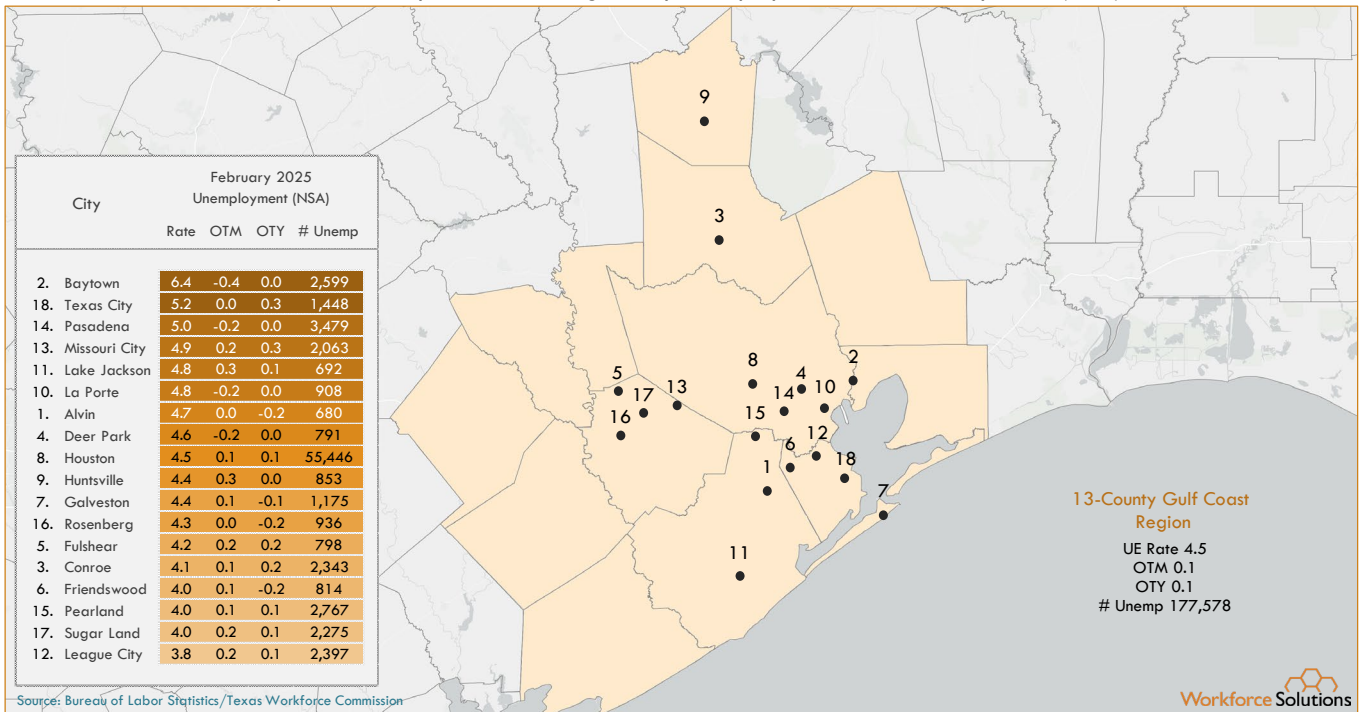 February 2025
Unemployment (NSA)
City
Rate OTM OTY # Unemp
2. Baytown 6.4 -0.4 0.0 2,599
18. Texas City 5.2 0.0 0.3 1,448
14. Pasadena 5.0 -0.2 0.0 3,479
13. Missouri City 4.9 0.2 0.3 2,063
11. Lake Jackson 4.8 0.3 0.1 692
10. La Porte 4.8 -0.2 0.0 908
1. Alvin 4.7 0.0 -0.2 680
4. Deer Park 4.6 -0.2 0.0 791
8. Houston 4.5 0.1 0.1 55,446
9. Huntsville 4.4 0.3 0.0 853
7. Galveston 4.4 0.1 -0.1 1,175
16. Rosenberg 4.3 0.0 -0.2 936
5. Fulshear 4.2 0.2 0.2 798
3. Conroe 4.1 0.1 0.2 2,343
6. Friendswood 4.0 0.1 -0.2 814
15. Pearland 4.0 0.1 0.1 2,767
17. Sugar Land 4.0 0.2 0.1 2,275
12. League City 3.8 0.2 0.1 2,397
Source: Bureau of Labor Statistics/Texas Workforce Commission
9
3
8
4
2
5
17
13
14
10
16
15
6
12
1
18
7
11
13-County Gulf Coast
Region
UE Rate 4.5
OTM 0.1
OTY 0.1
# Unemp 177,578
Workforce Solutions